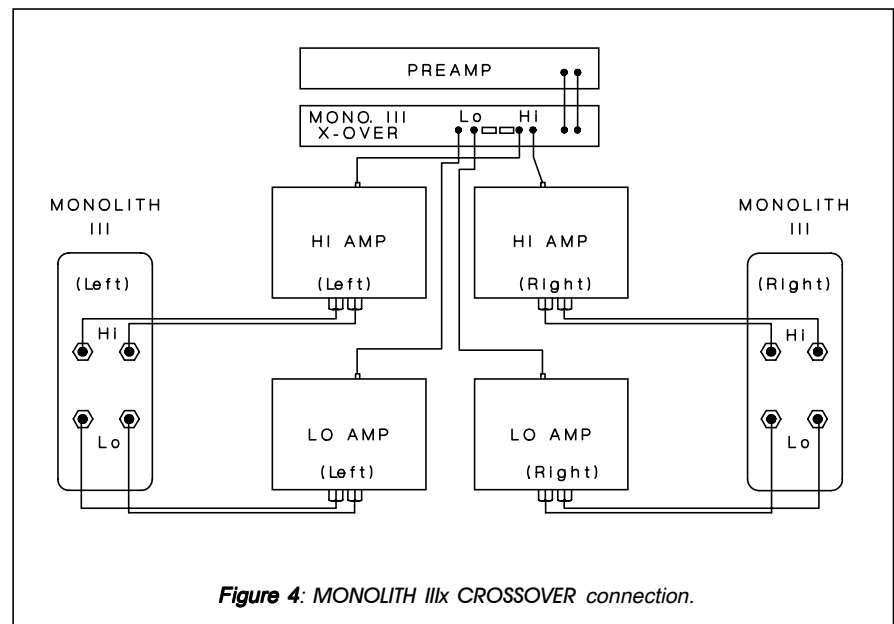 PREAMP
MONO. III
X-OVER
Lo
Hi
MONOLITH
III
(Left)
Hi
Lo
HI AMP
(Left)
HI AMP
(Right)
MONOLITH
III
(Right)
Hi
Lo
LO AMP
(Left)
LO AMP
(Right)
Figure 4: MONOLITH IIIx CROSSOVER connection.